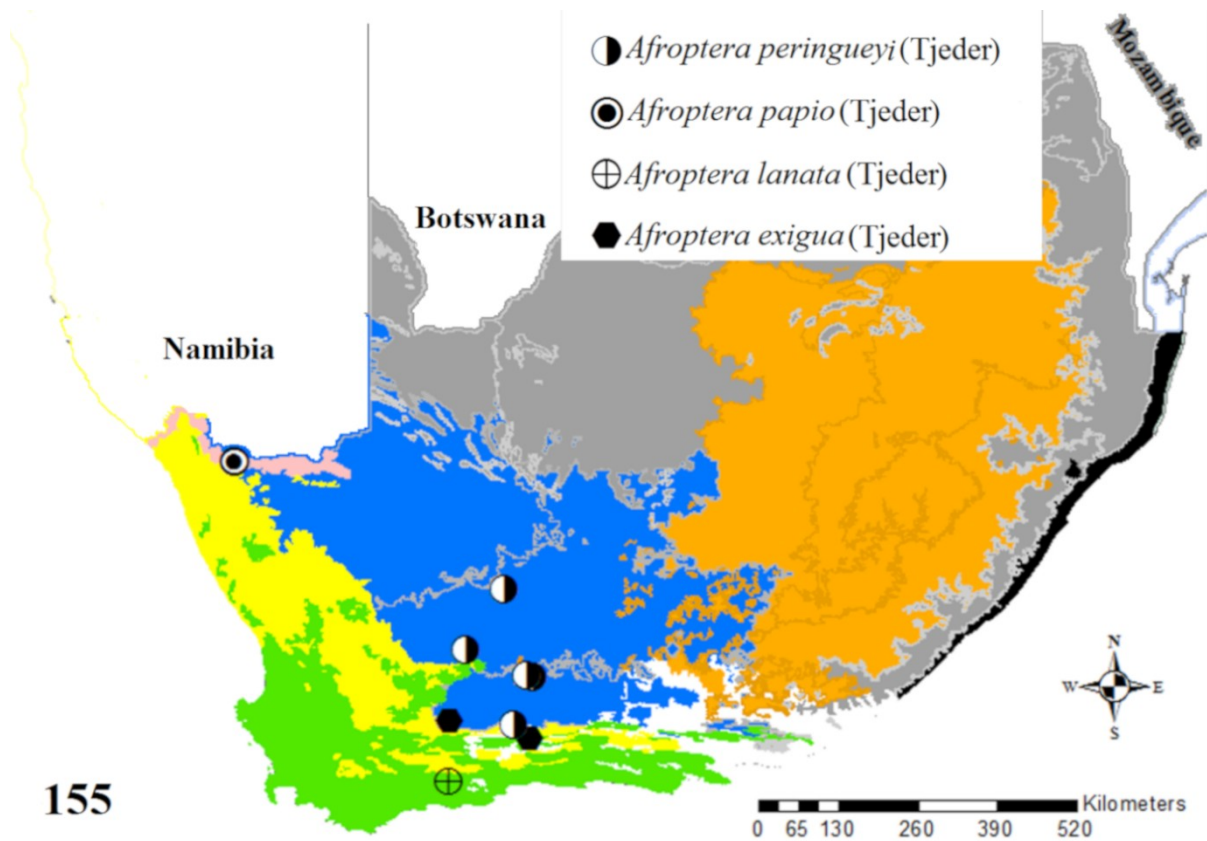 Afroptera peringueyi (Tjeder)
Afroptera papio (Tjeder)
Afroptera lanata (Tjeder)
Afroptera exigua (Tjeder)
Mozambique
Botswana
Namibia
N
W E
S
155
Kilometers
0 65 130 260 390 520